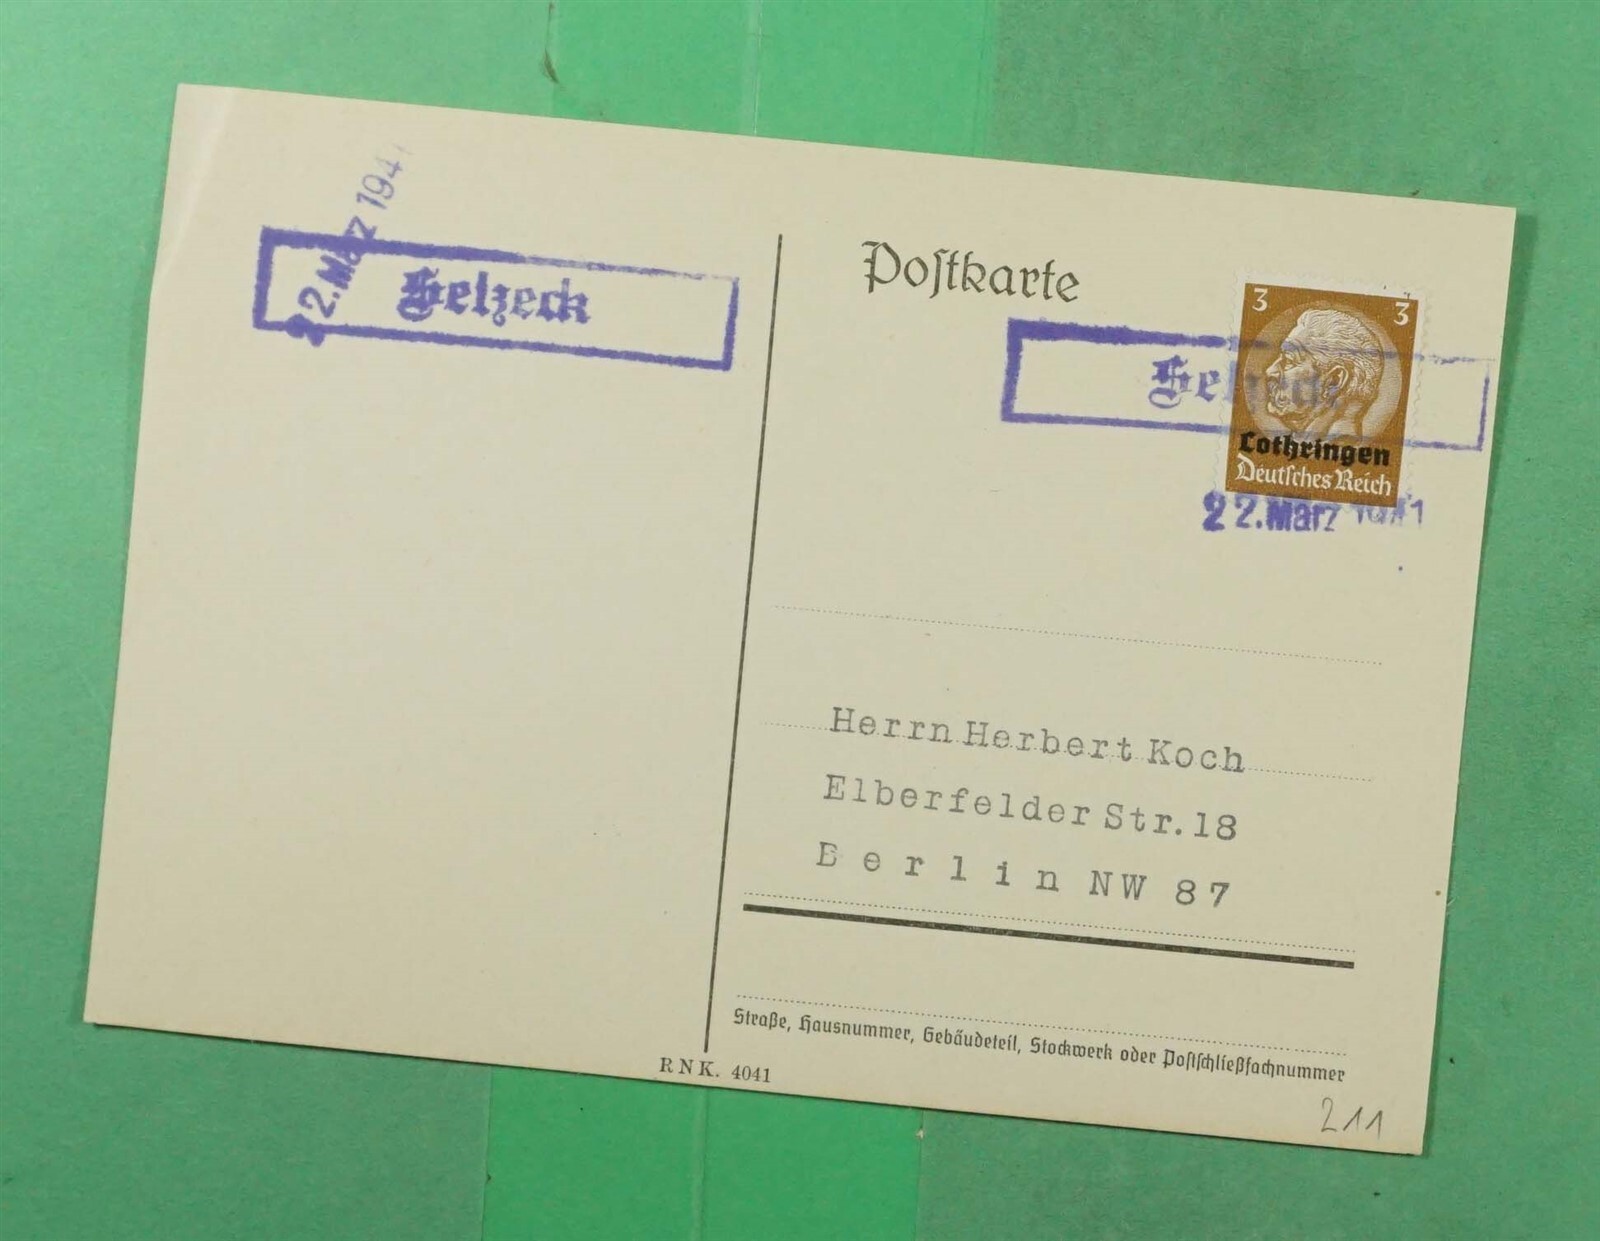 22. März 1941
Selzeck
Postkarte
3 3
Selzeck
Lothringen
Deutsches Reich
22. März 1941
Herrn Herbert Koch
Elberfelder Str. 18
Berlin NW 87
Straße, Hausnummer, Gebäudeteil, Stockwerk oder Postschließfachnummer
RNK. 4041
211